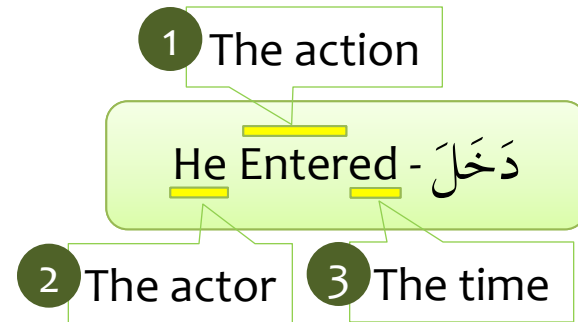 1 The action
He Entered - دَخَلَ
2 The actor
3 The time